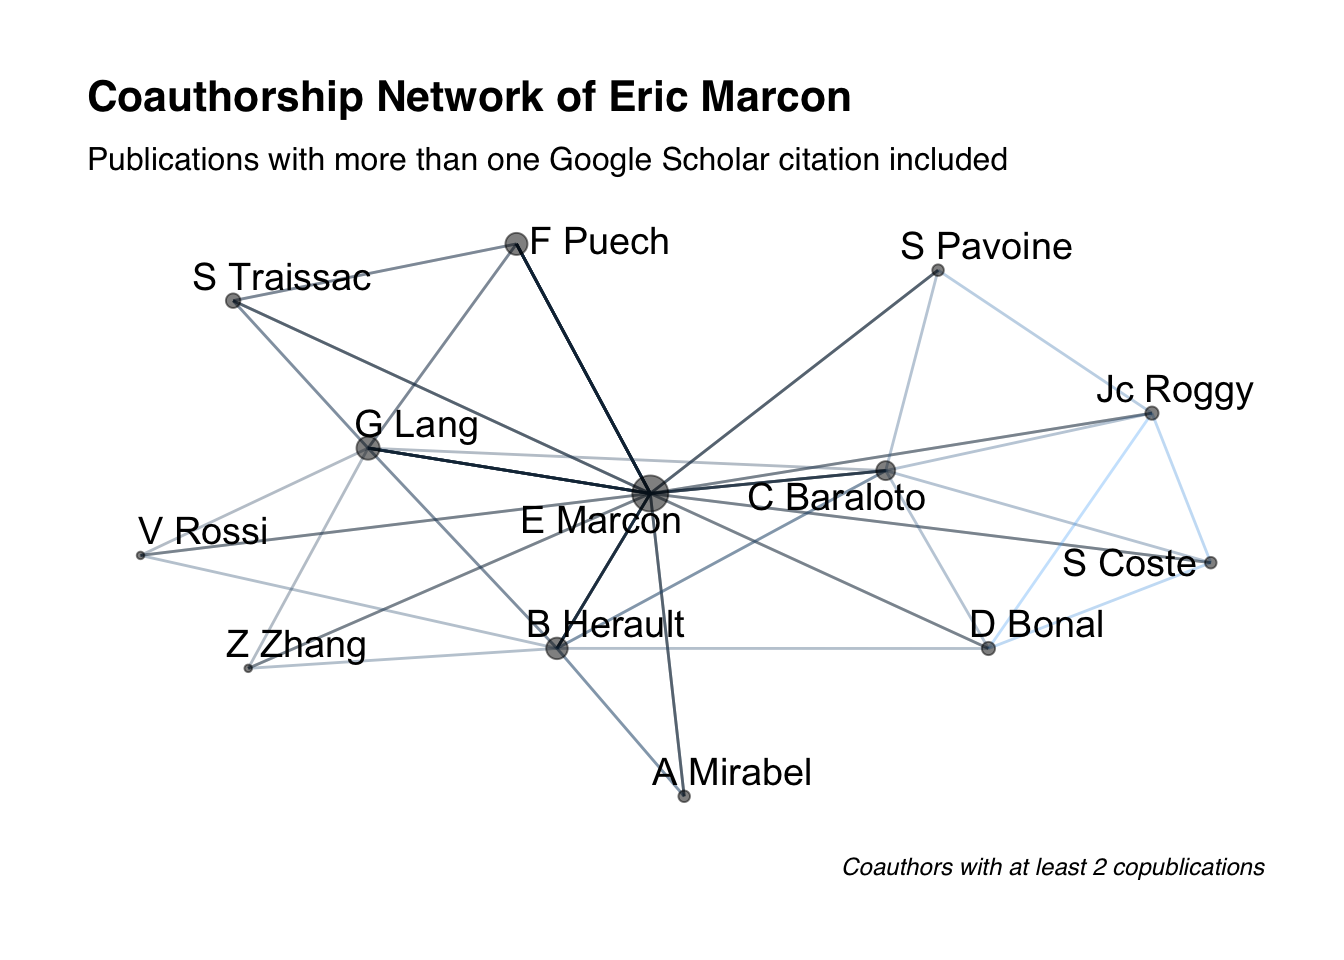 Coauthorship Network of Eric Marcon
Publications with more than one Google Scholar citation included
F Puech
S Pavoine
S Traissac
Jc Roggy
G Lang
C Baraloto
E Marcon
V Rossi
S Coste
B Herault
D Bonal
Z Zhang
A Mirabel
Coauthors with at least 2 copublications